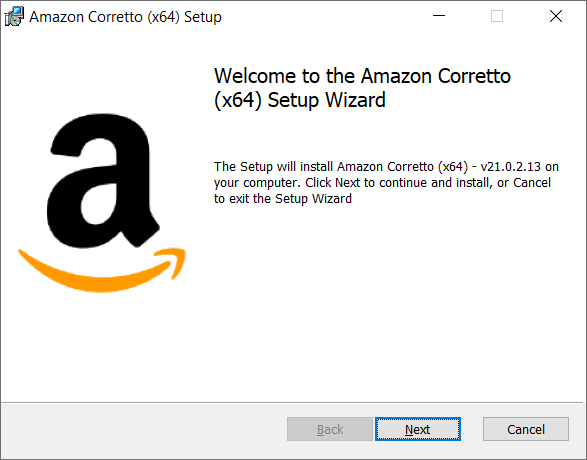 Amazon Corretto (x64) Setup
Welcome to the Amazon Corretto
(x64) Setup Wizard
The Setup will install Amazon Corretto (x64) - v21.0.2.13 on
your computer. Click Next to continue and install, or Cancel
to exit the Setup Wizard
a
Back
Next
Cancel